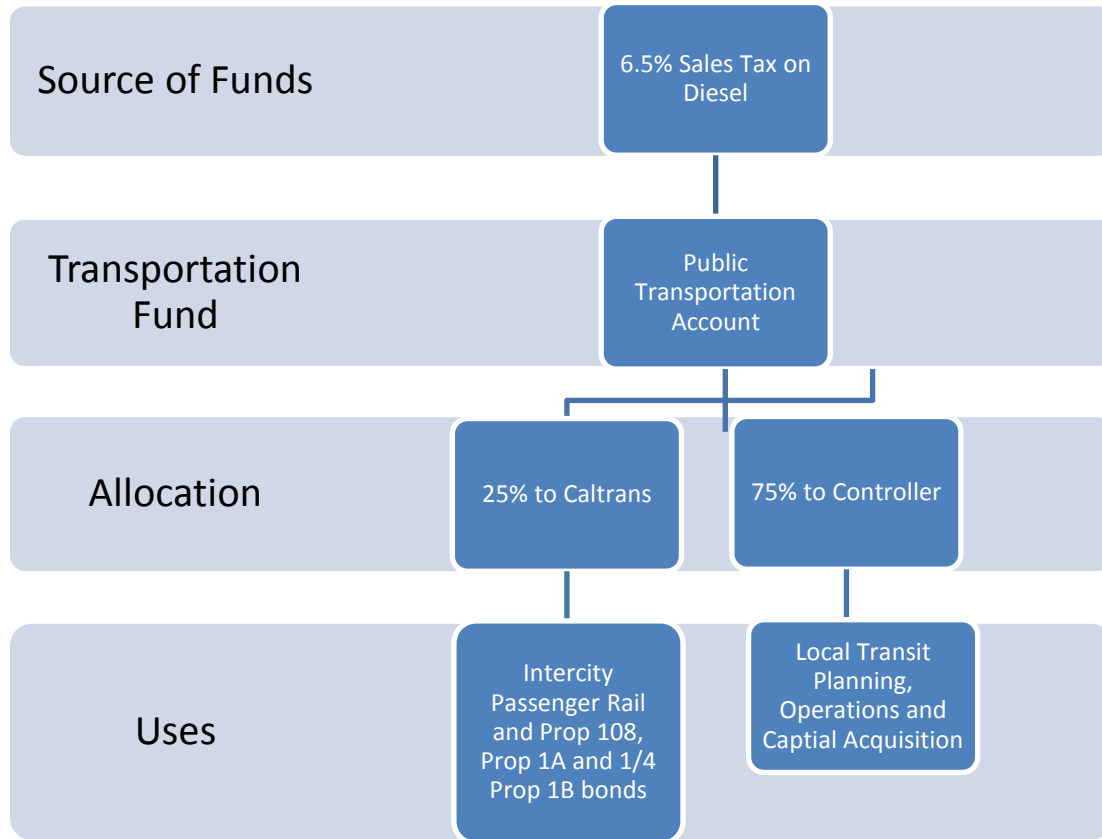 Source of Funds
6.5% Sales Tax on
Diesel
Transportation
Fund
Public
Transportation
Account
Allocation
25% to Caltrans
75% to Controller
Uses
Intercity
Passenger Rail
and Prop 108,
Prop 1A and 1/4
Prop 1B bonds
Local Transit
Planning,
Operations and
Captial Acquisition